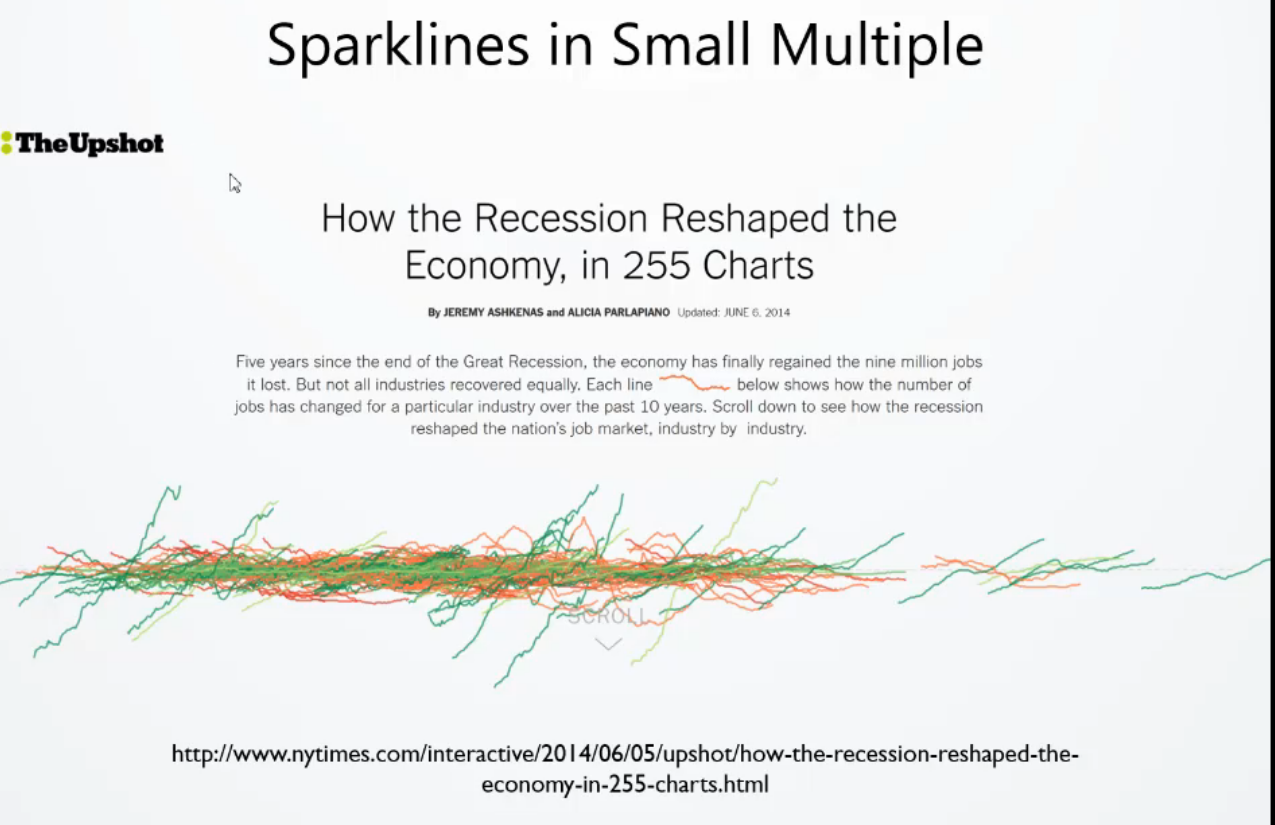 Sparklines in Small Multiple
TheUpshot
How the Recession Reshaped the
Economy, in 255 Charts
By JEREMY ASHKENAS and ALICIA PARLAPIANO Updated: JUNE 6, 2014
Five years since the end of the Great Recession, the economy has finally regained the nine million jobs
it lost. But not all industries recovered equally. Each line below shows how the number of
jobs has changed for a particular industry over the past 10 years. Scroll down to see how the recession
reshaped the nation's job market, industry by industry.
SCROLL
http://www.nytimes.com/interactive/2014/06/05/upshot/how-the-recession-reshaped-the-
economy-in-255-charts.html